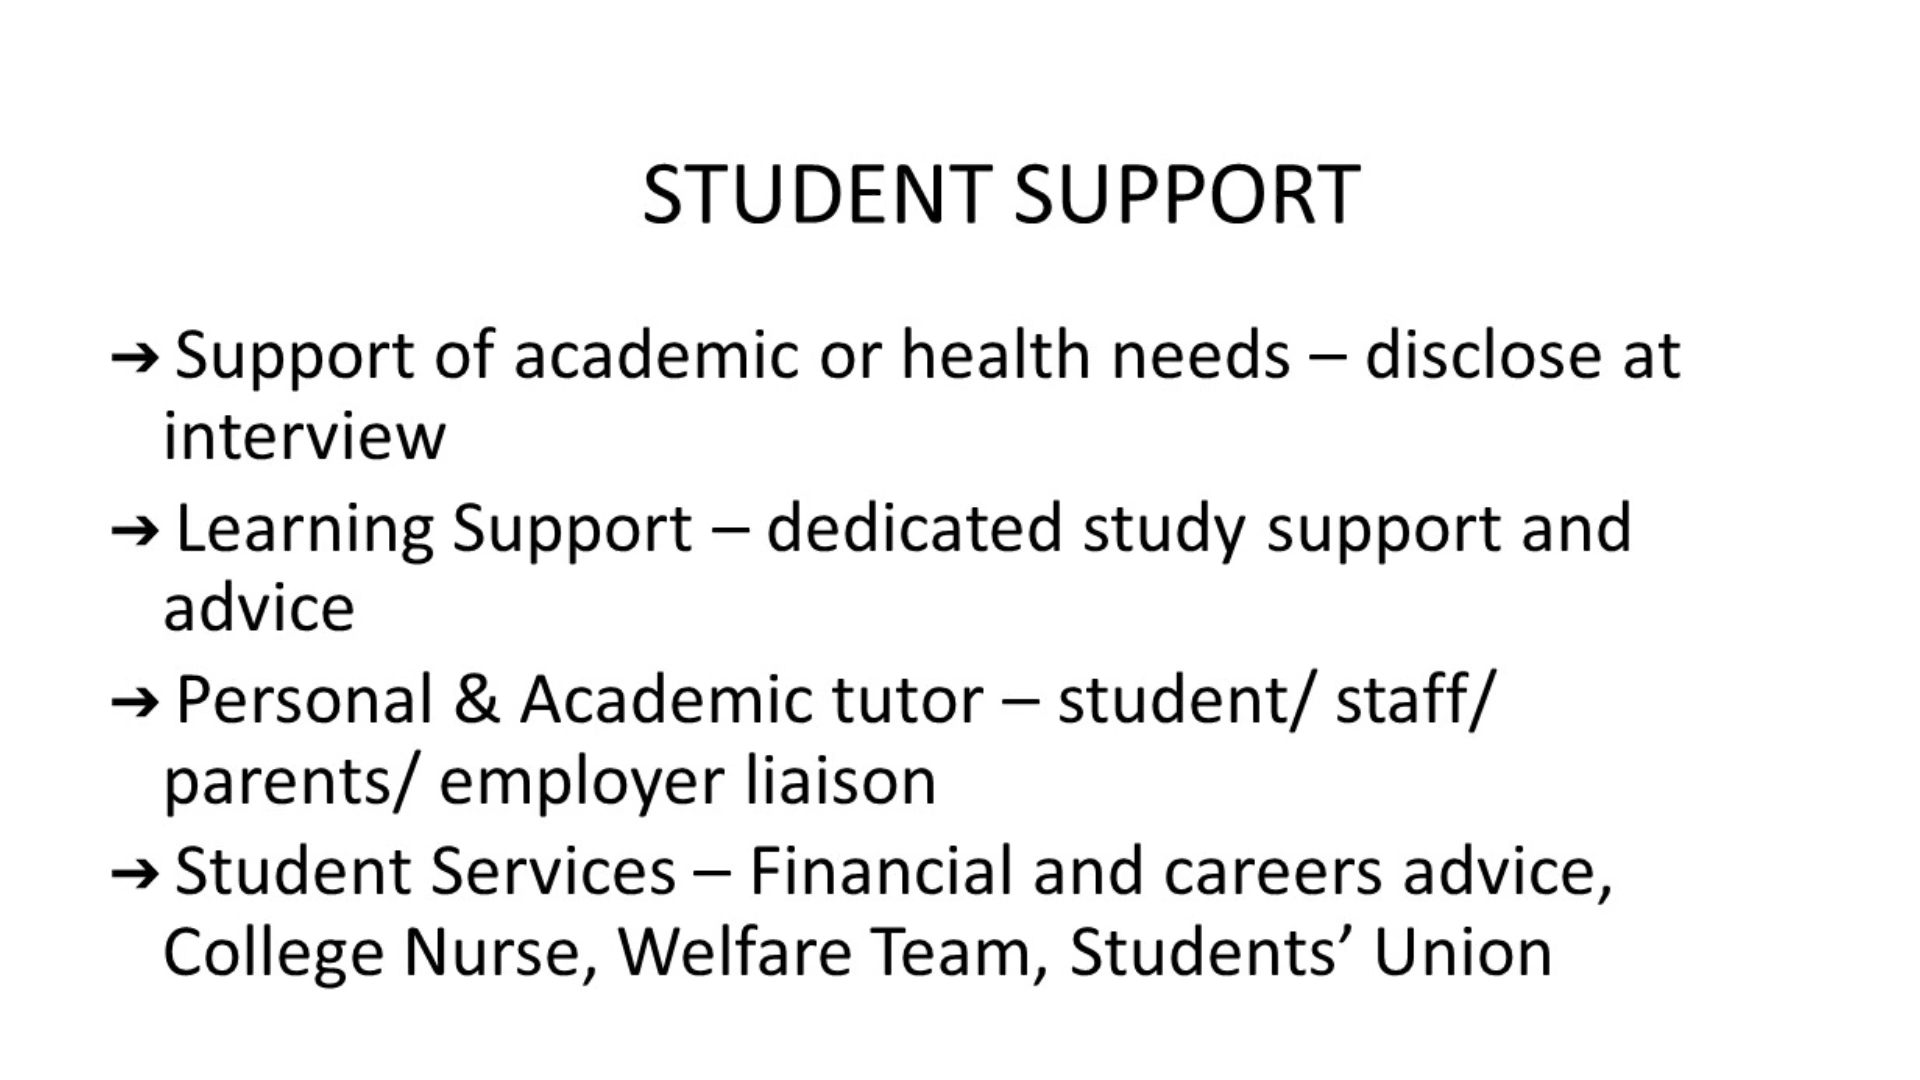 STUDENT SUPPORT
➔ Support of academic or health needs – disclose at
interview
➔ Learning Support – dedicated study support and
advice
➔ Personal & Academic tutor – student/ staff/
parents/ employer liaison
➔ Student Services – Financial and careers advice,
College Nurse, Welfare Team, Students’ Union